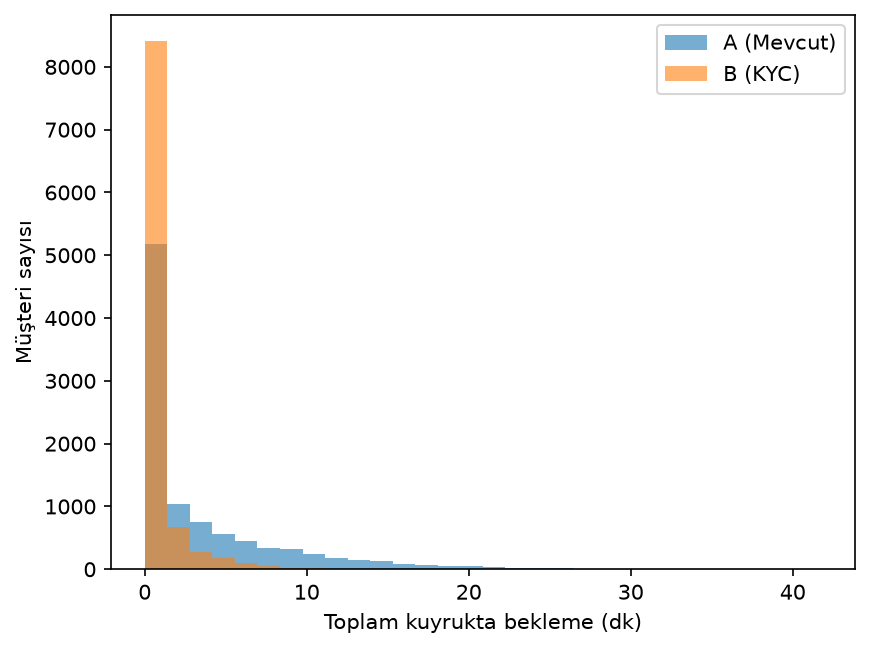 A (Mevcut)
B (KYC)
8000
7000
6000
5000
4000
3000
2000
1000
0
Müşteri sayısı
0 10 20 30 40
Toplam kuyrukta bekleme (dk)